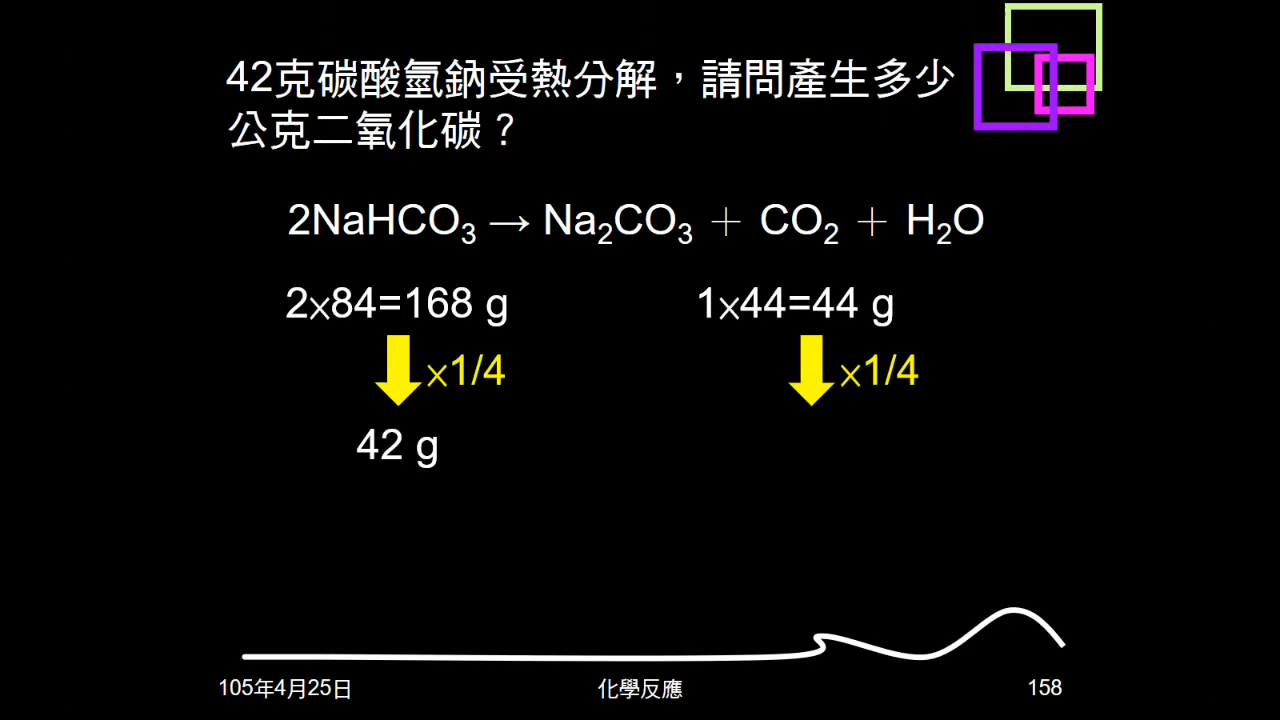 42克碳酸氫鈉受熱分解，請問產生多少
公克二氧化碳？
2NaHCO₃ → Na₂CO₃ ＋ CO₂ ＋ H₂O
2×84=168 g 1×44=44 g
×1/4 ×1/4
42 g
105年4月25日 化學反應 158